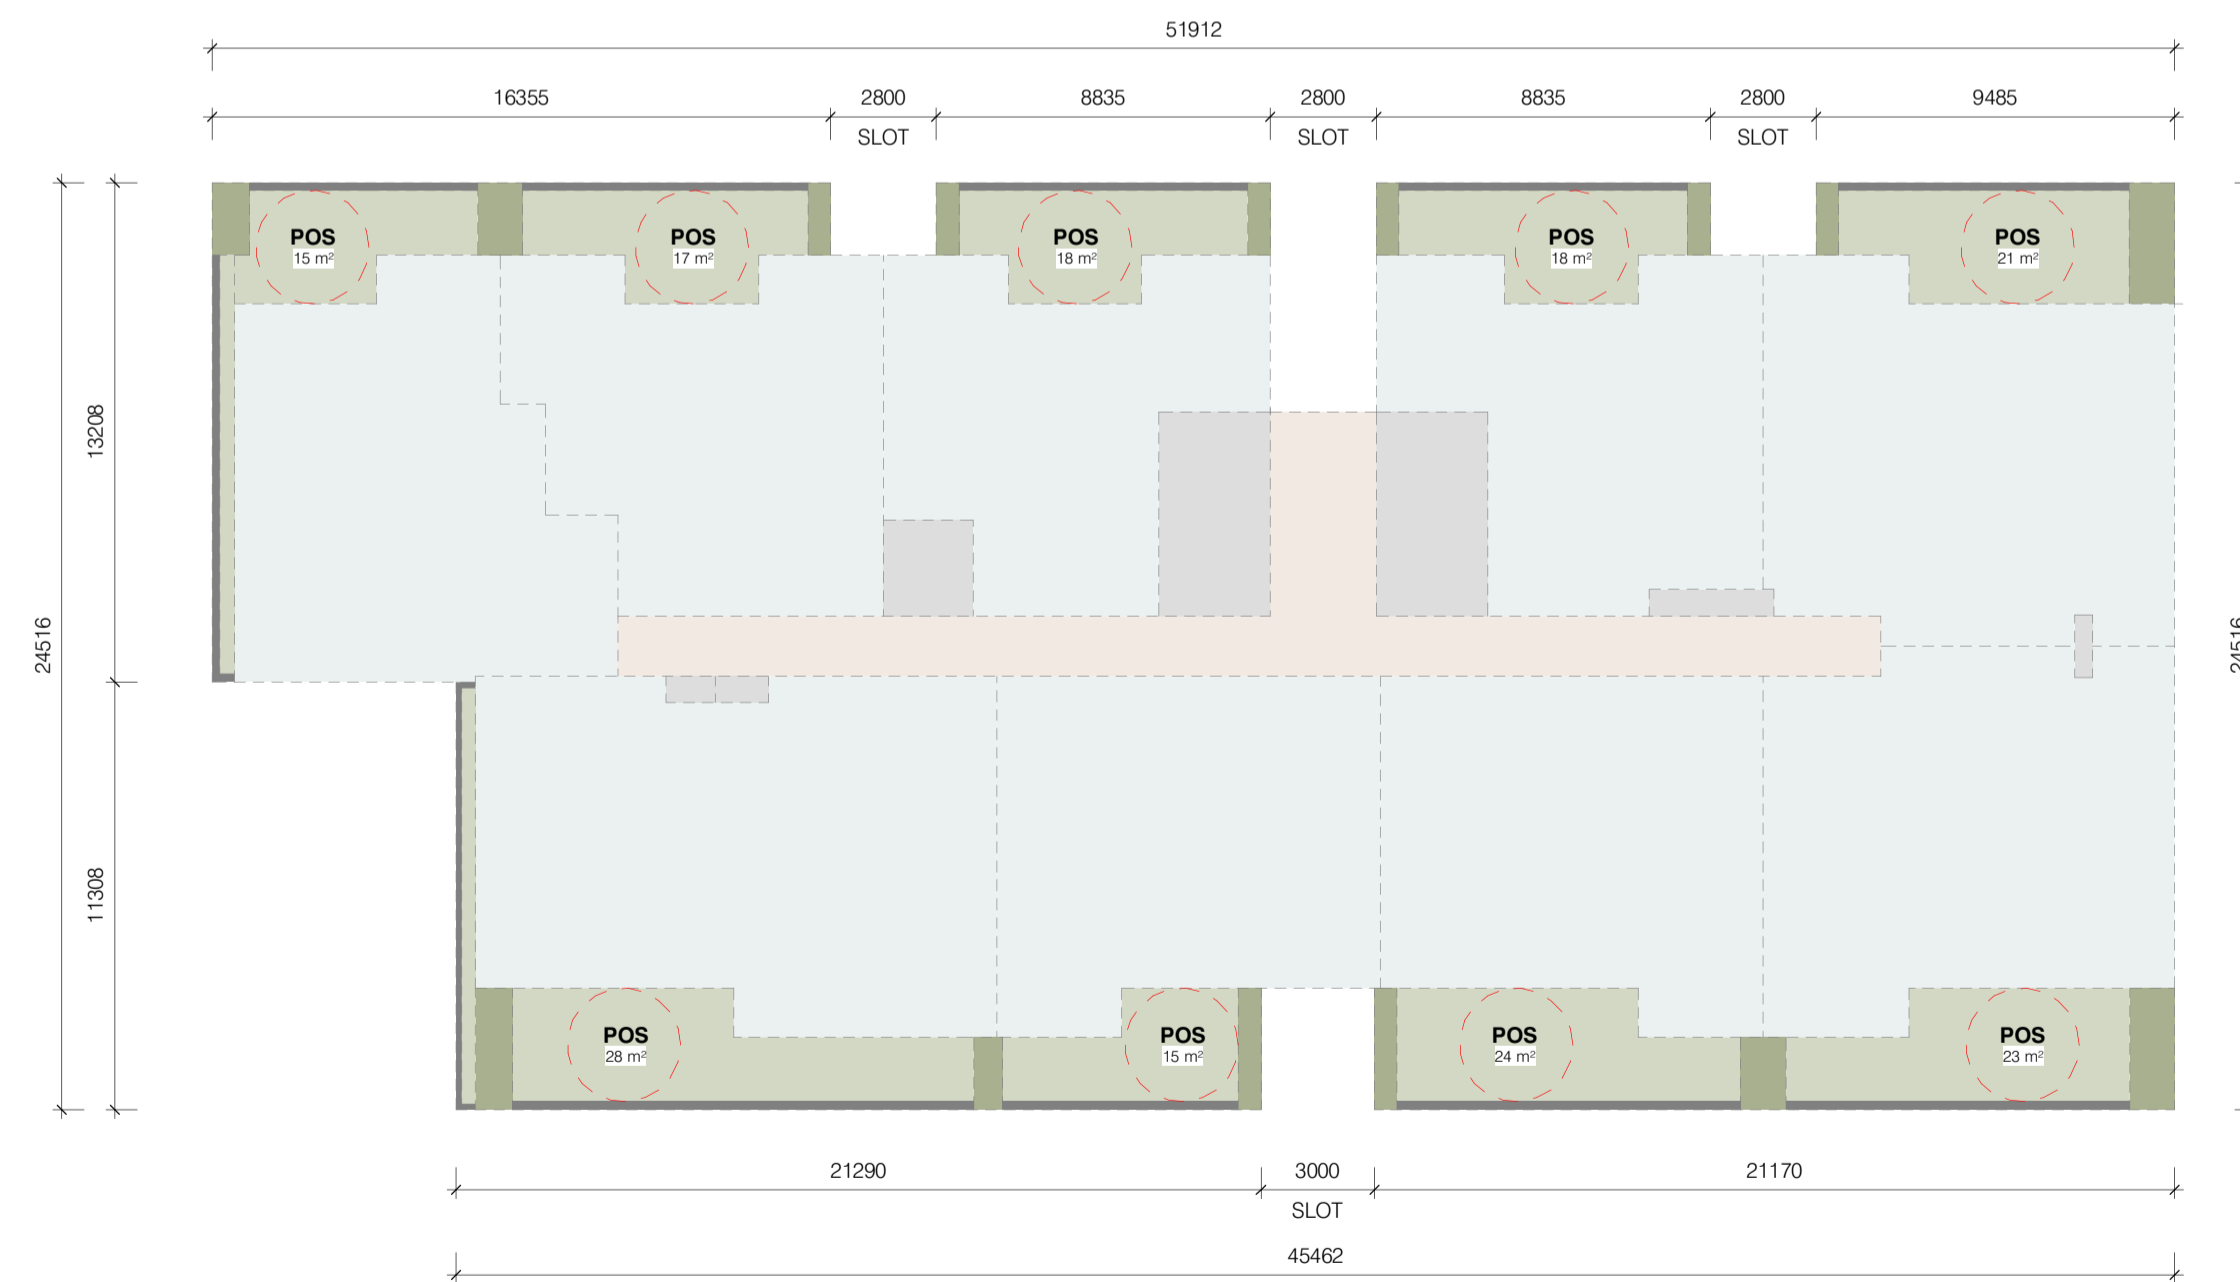 51912
16355 2800 8835 2800 8835 2800 9485
SLOT SLOT SLOT
POS POS POS POS POS
15 m² 17 m² 18 m² 18 m² 21 m²
13208
24516
24516
11308
POS POS POS POS
28 m² 15 m² 24 m² 23 m²
21290 3000 21170
SLOT
45462